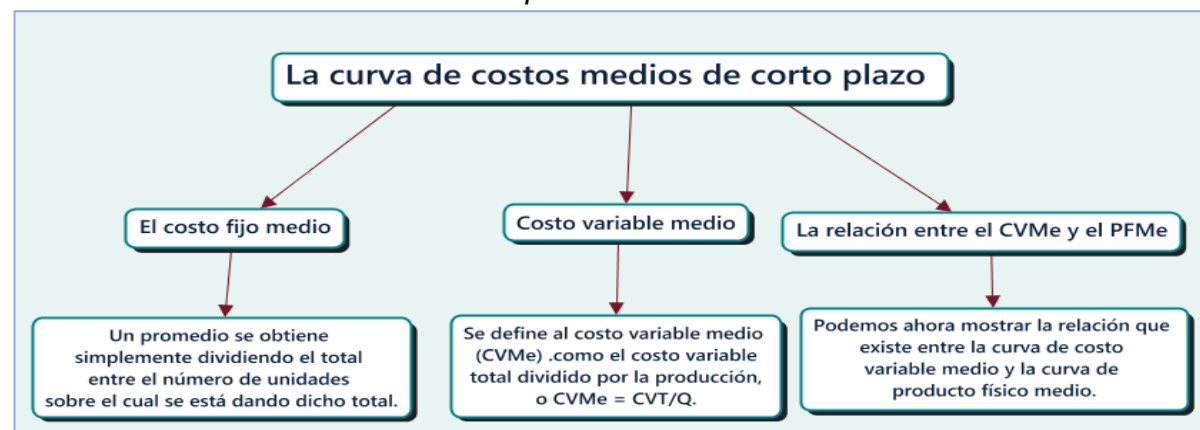 La curva de costos medios de corto plazo
El costo fijo medio
Costo variable medio
La relación entre el CVMe y el PFMe
Un promedio se obtiene
simplemente dividiendo el total
entre el número de unidades
sobre el cual se está dando dicho total.
Se define al costo variable medio
(CVMe) .como el costo variable
total dividido por la producción,
o CVMe = CVT/Q.
Podemos ahora mostrar la relación que
existe entre la curva de costo
variable medio y la curva de
producto físico medio.